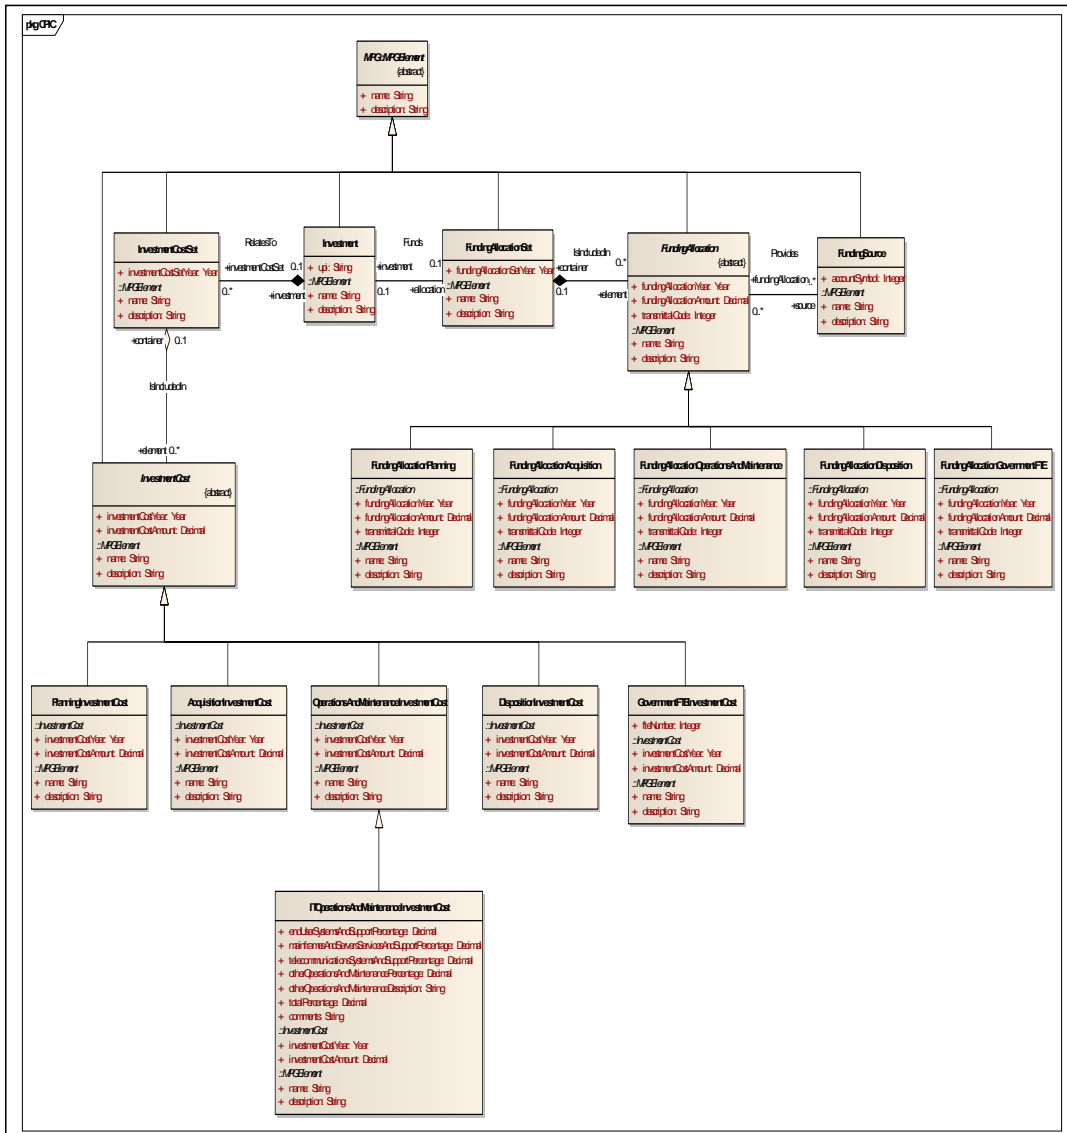 pkg CPIC
MPG::MPGElement
{abstract}
+ name: String
+ description: String
InvestmentCostSet
+ investmentCostSetYear: Year
::MPGElement
+ name: String
+ description: String
RelatesTo
+investmentCostSet
0..1
0..*
+investment
Investment
+ upi: String
::MPGElement
+ name: String
+ description: String
Funds
+investment
0..1
0..1
+allocation
FundingAllocationSet
+ fundingAllocationSetYear: Year
::MPGElement
+ name: String
+ description: String
IsIncludedIn
+container
0..*
0..1
+element
FundingAllocation
{abstract}
+ fundingAllocationYear: Year
+ fundingAllocationAmount: Decimal
+ transmittalCode: Integer
::MPGElement
+ name: String
+ description: String
Provides
+fundingAllocation
0..*
0..*
+source
FundingSource
+ accountSymbol: Integer
::MPGElement
+ name: String
+ description: String
+container
0..1
IsIncludedIn
+element
0..*
InvestmentCost
{abstract}
+ investmentCostYear: Year
+ investmentCostAmount: Decimal
::MPGElement
+ name: String
+ description: String
FundingAllocationPlanning
::FundingAllocation
+ fundingAllocationYear: Year
+ fundingAllocationAmount: Decimal
+ transmittalCode: Integer
::MPGElement
+ name: String
+ description: String
FundingAllocationAcquisition
::FundingAllocation
+ fundingAllocationYear: Year
+ fundingAllocationAmount: Decimal
+ transmittalCode: Integer
::MPGElement
+ name: String
+ description: String
FundingAllocationOperationsAndMaintenance
::FundingAllocation
+ fundingAllocationYear: Year
+ fundingAllocationAmount: Decimal
+ transmittalCode: Integer
::MPGElement
+ name: String
+ description: String
FundingAllocationDisposition
::FundingAllocation
+ fundingAllocationYear: Year
+ fundingAllocationAmount: Decimal
+ transmittalCode: Integer
::MPGElement
+ name: String
+ description: String
FundingAllocationGovernmentFTE
::FundingAllocation
+ fundingAllocationYear: Year
+ fundingAllocationAmount: Decimal
+ transmittalCode: Integer
::MPGElement
+ name: String
+ description: String
PlanningInvestmentCost
::InvestmentCost
+ investmentCostYear: Year
+ investmentCostAmount: Decimal
::MPGElement
+ name: String
+ description: String
AcquisitionInvestmentCost
::InvestmentCost
+ investmentCostYear: Year
+ investmentCostAmount: Decimal
::MPGElement
+ name: String
+ description: String
OperationsAndMaintenanceInvestmentCost
::InvestmentCost
+ investmentCostYear: Year
+ investmentCostAmount: Decimal
::MPGElement
+ name: String
+ description: String
DispositionInvestmentCost
::InvestmentCost
+ investmentCostYear: Year
+ investmentCostAmount: Decimal
::MPGElement
+ name: String
+ description: String
GovernmentFTEInvestmentCost
+ fteNumber: Integer
::InvestmentCost
+ investmentCostYear: Year
+ investmentCostAmount: Decimal
::MPGElement
+ name: String
+ description: String
ITOperationsAndMaintenanceInvestmentCost
+ endUserSystemsAndSupportPercentage: Decimal
+ mainframesAndServersServicesAndSupportPercentage: Decimal
+ telecommunicationsSystemsAndSupportPercentage: Decimal
+ otherOperationsAndMaintenancePercentage: Decimal
+ otherOperationsAndMaintenanceDescription: String
+ totalPercentage: Decimal
+ comments: String
::InvestmentCost
+ investmentCostYear: Year
+ investmentCostAmount: Decimal
::MPGElement
+ name: String
+ description: String